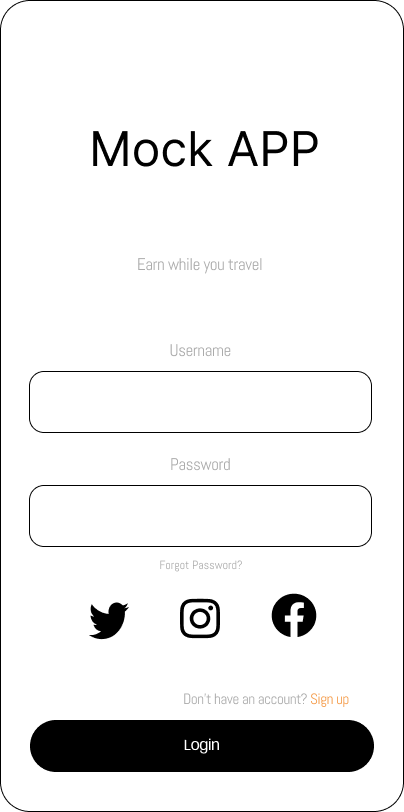 Mock APP
Earn while you travel
Username
Password
Forgot Password?
Don't have an account? Sign up
Login